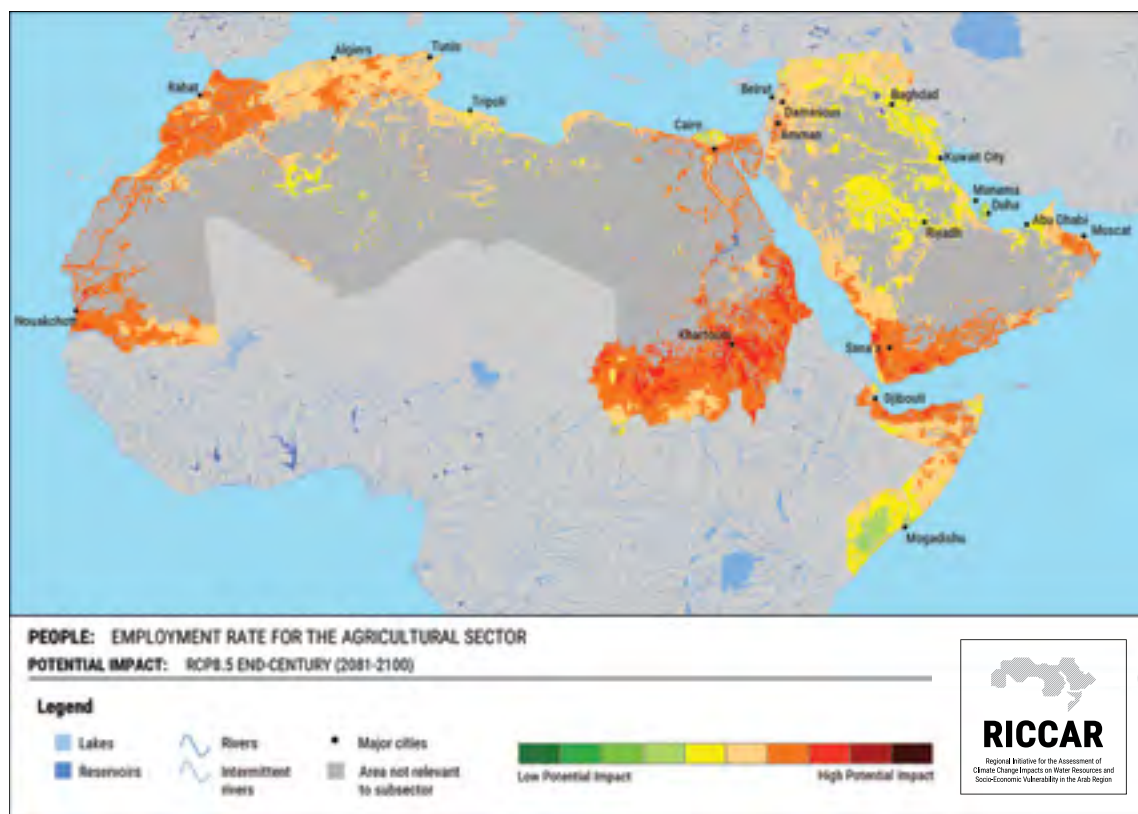 Algiers
Tunis
Rabat
Tripoli
Beirut
Damascus
Baghdad
Amman
Cairo
Kuwait City
Manama
Doha
Abu Dhabi
Muscat
Riyadh
Nouakchott
Khartoum
Sana'a
Djibouti
Mogadishu
PEOPLE: EMPLOYMENT RATE FOR THE AGRICULTURAL SECTOR
POTENTIAL IMPACT: RCP8.5 END-CENTURY (2081-2100)
Legend
Lakes
Rivers
Major cities
Reservoirs
Intermittent
rivers
Area not relevant
to subsector
Low Potential Impact
High Potential Impact
RICCAR
Regional Initiative for the Assessment of
Climate Change Impacts on Water Resources and
Socio-Economic Vulnerability in the Arab Region